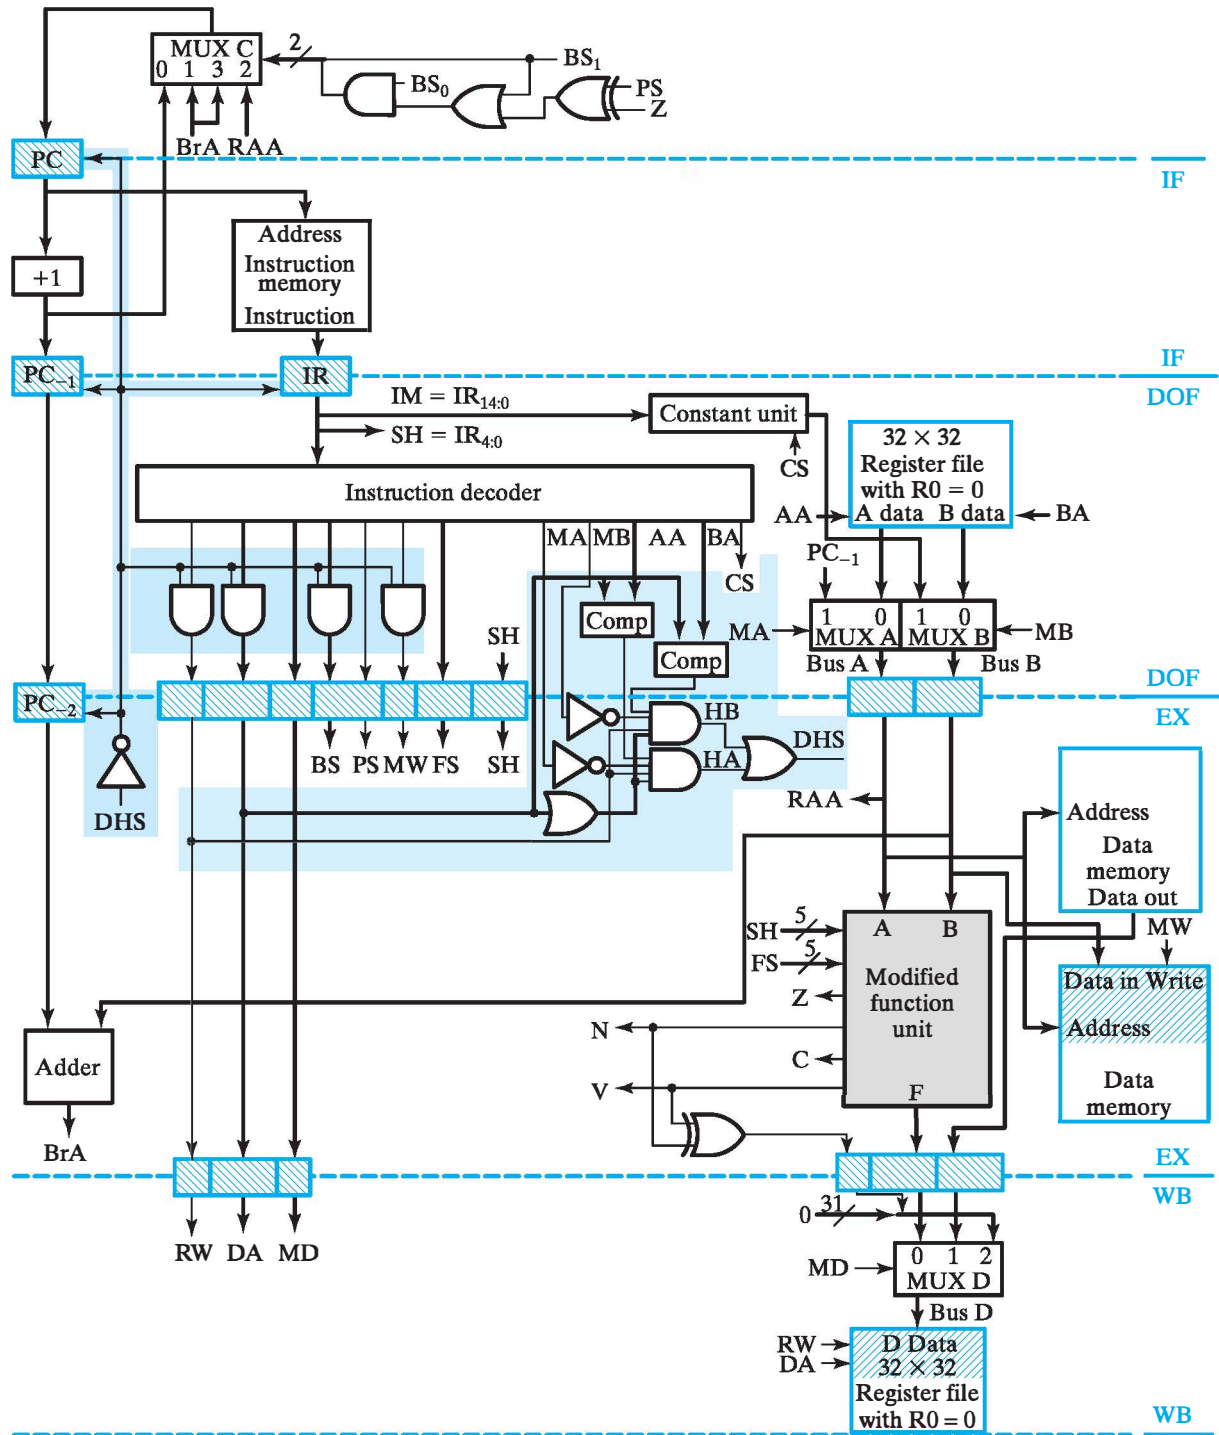 MUX C
0 1 3 2
2
BS₁
BS₀
PS
Z
BrA RAA
PC
IF
Address
Instruction
memory
Instruction
+1
PC₋₁
IR
IF
DOF
IM = IR₁₄:₀
SH = IR₄:₀
Constant unit
CS
32 × 32
Register file
with R0 = 0
A data B data
AA
BA
Instruction decoder
MA MB AA BA
CS
PC₋₁
1 0 1 0
MUX A MUX B
MA
MB
Bus A
Bus B
Comp
Comp
SH
PC₋₂
DOF
EX
HB
HA
DHS
BS PS MW FS SH
DHS
RAA
Address
Data
memory
Data out
MW
SH 5
FS 5
A B
Modified
function
unit
F
Z
N
C
V
Data in Write
Address
Data
memory
Adder
BrA
EX
WB
RW DA MD
0 31
0 1 2
MUX D
MD
Bus D
RW
DA
D Data
32 × 32
Register file
with R0 = 0
WB